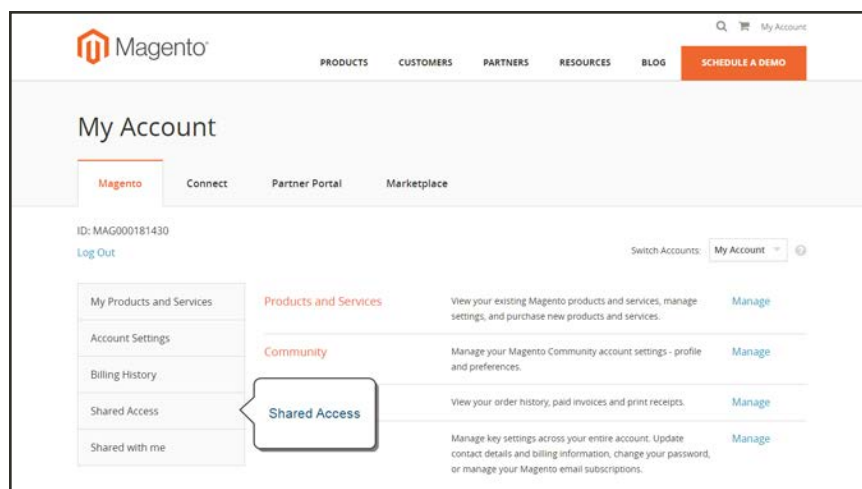 My Account
Magento
PRODUCTS CUSTOMERS PARTNERS RESOURCES BLOG SCHEDULE A DEMO
My Account
Magento Connect Partner Portal Marketplace
ID: MAG000181430
Log Out
Switch Accounts: My Account
My Products and Services
Account Settings
Billing History
Shared Access
Shared with me
Shared Access
Products and Services
View your existing Magento products and services, manage
settings, and purchase new products and services.
Manage
Community
Manage your Magento Community account settings - profile
and preferences.
Manage
View your order history, paid invoices and print receipts.
Manage
Manage key settings across your entire account. Update
contact details and billing information, change your password,
or manage your Magento email subscriptions.
Manage